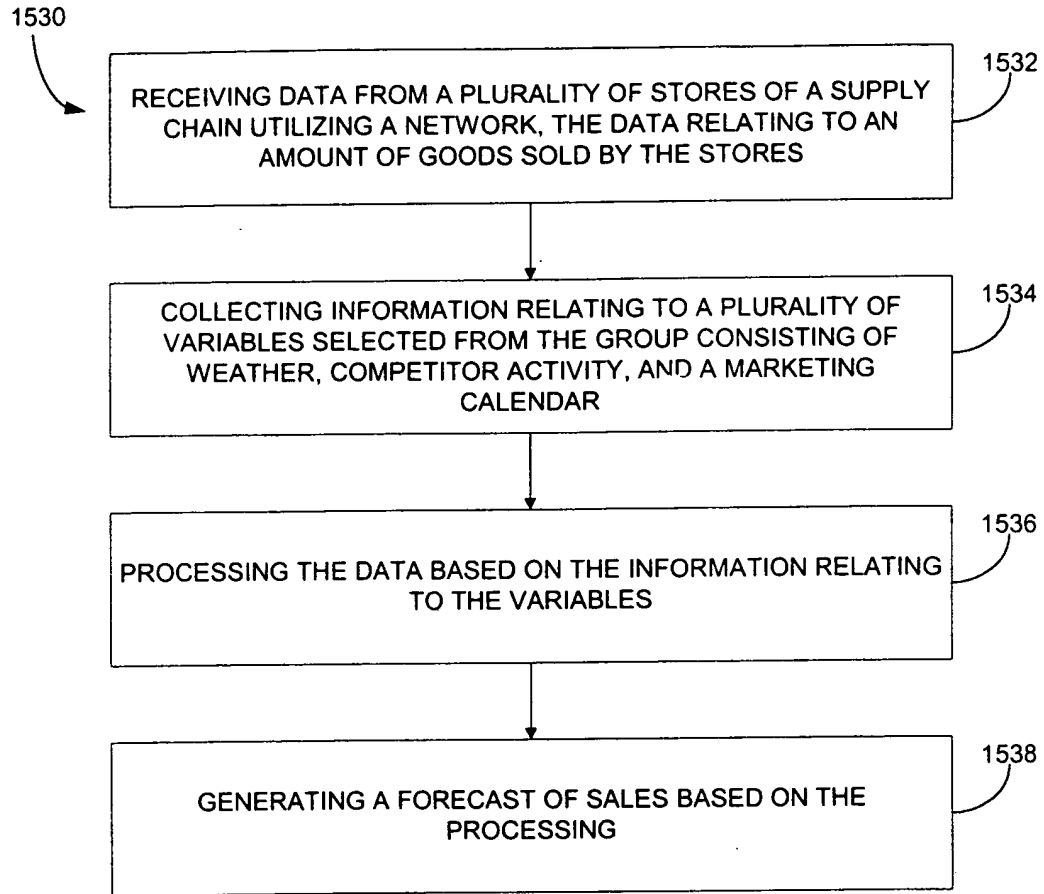 1530
1532
RECEIVING DATA FROM A PLURALITY OF STORES OF A SUPPLY
CHAIN UTILIZING A NETWORK, THE DATA RELATING TO AN
AMOUNT OF GOODS SOLD BY THE STORES
1534
COLLECTING INFORMATION RELATING TO A PLURALITY OF
VARIABLES SELECTED FROM THE GROUP CONSISTING OF
WEATHER, COMPETITOR ACTIVITY, AND A MARKETING
CALENDAR
1536
PROCESSING THE DATA BASED ON THE INFORMATION RELATING
TO THE VARIABLES
1538
GENERATING A FORECAST OF SALES BASED ON THE
PROCESSING